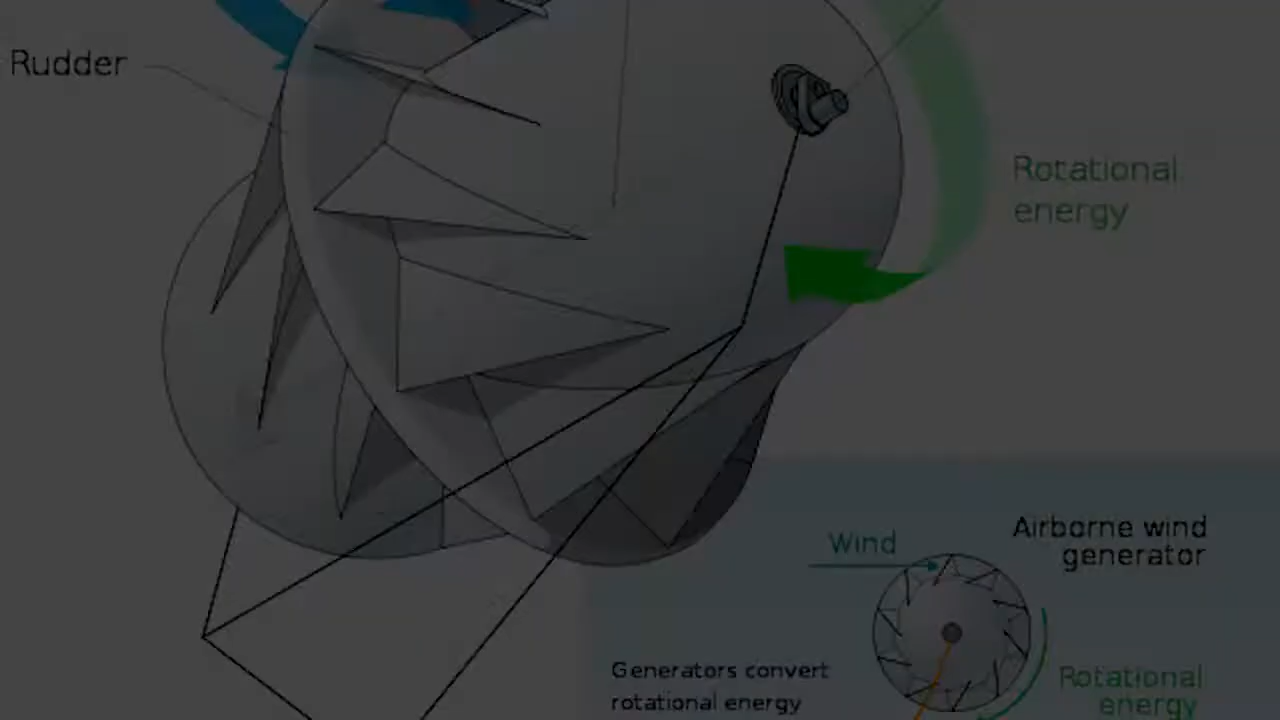 Rudder
Rotational
energy
Wind
Airborne wind
generator
Generators convert
rotational energy
Rotational
energy